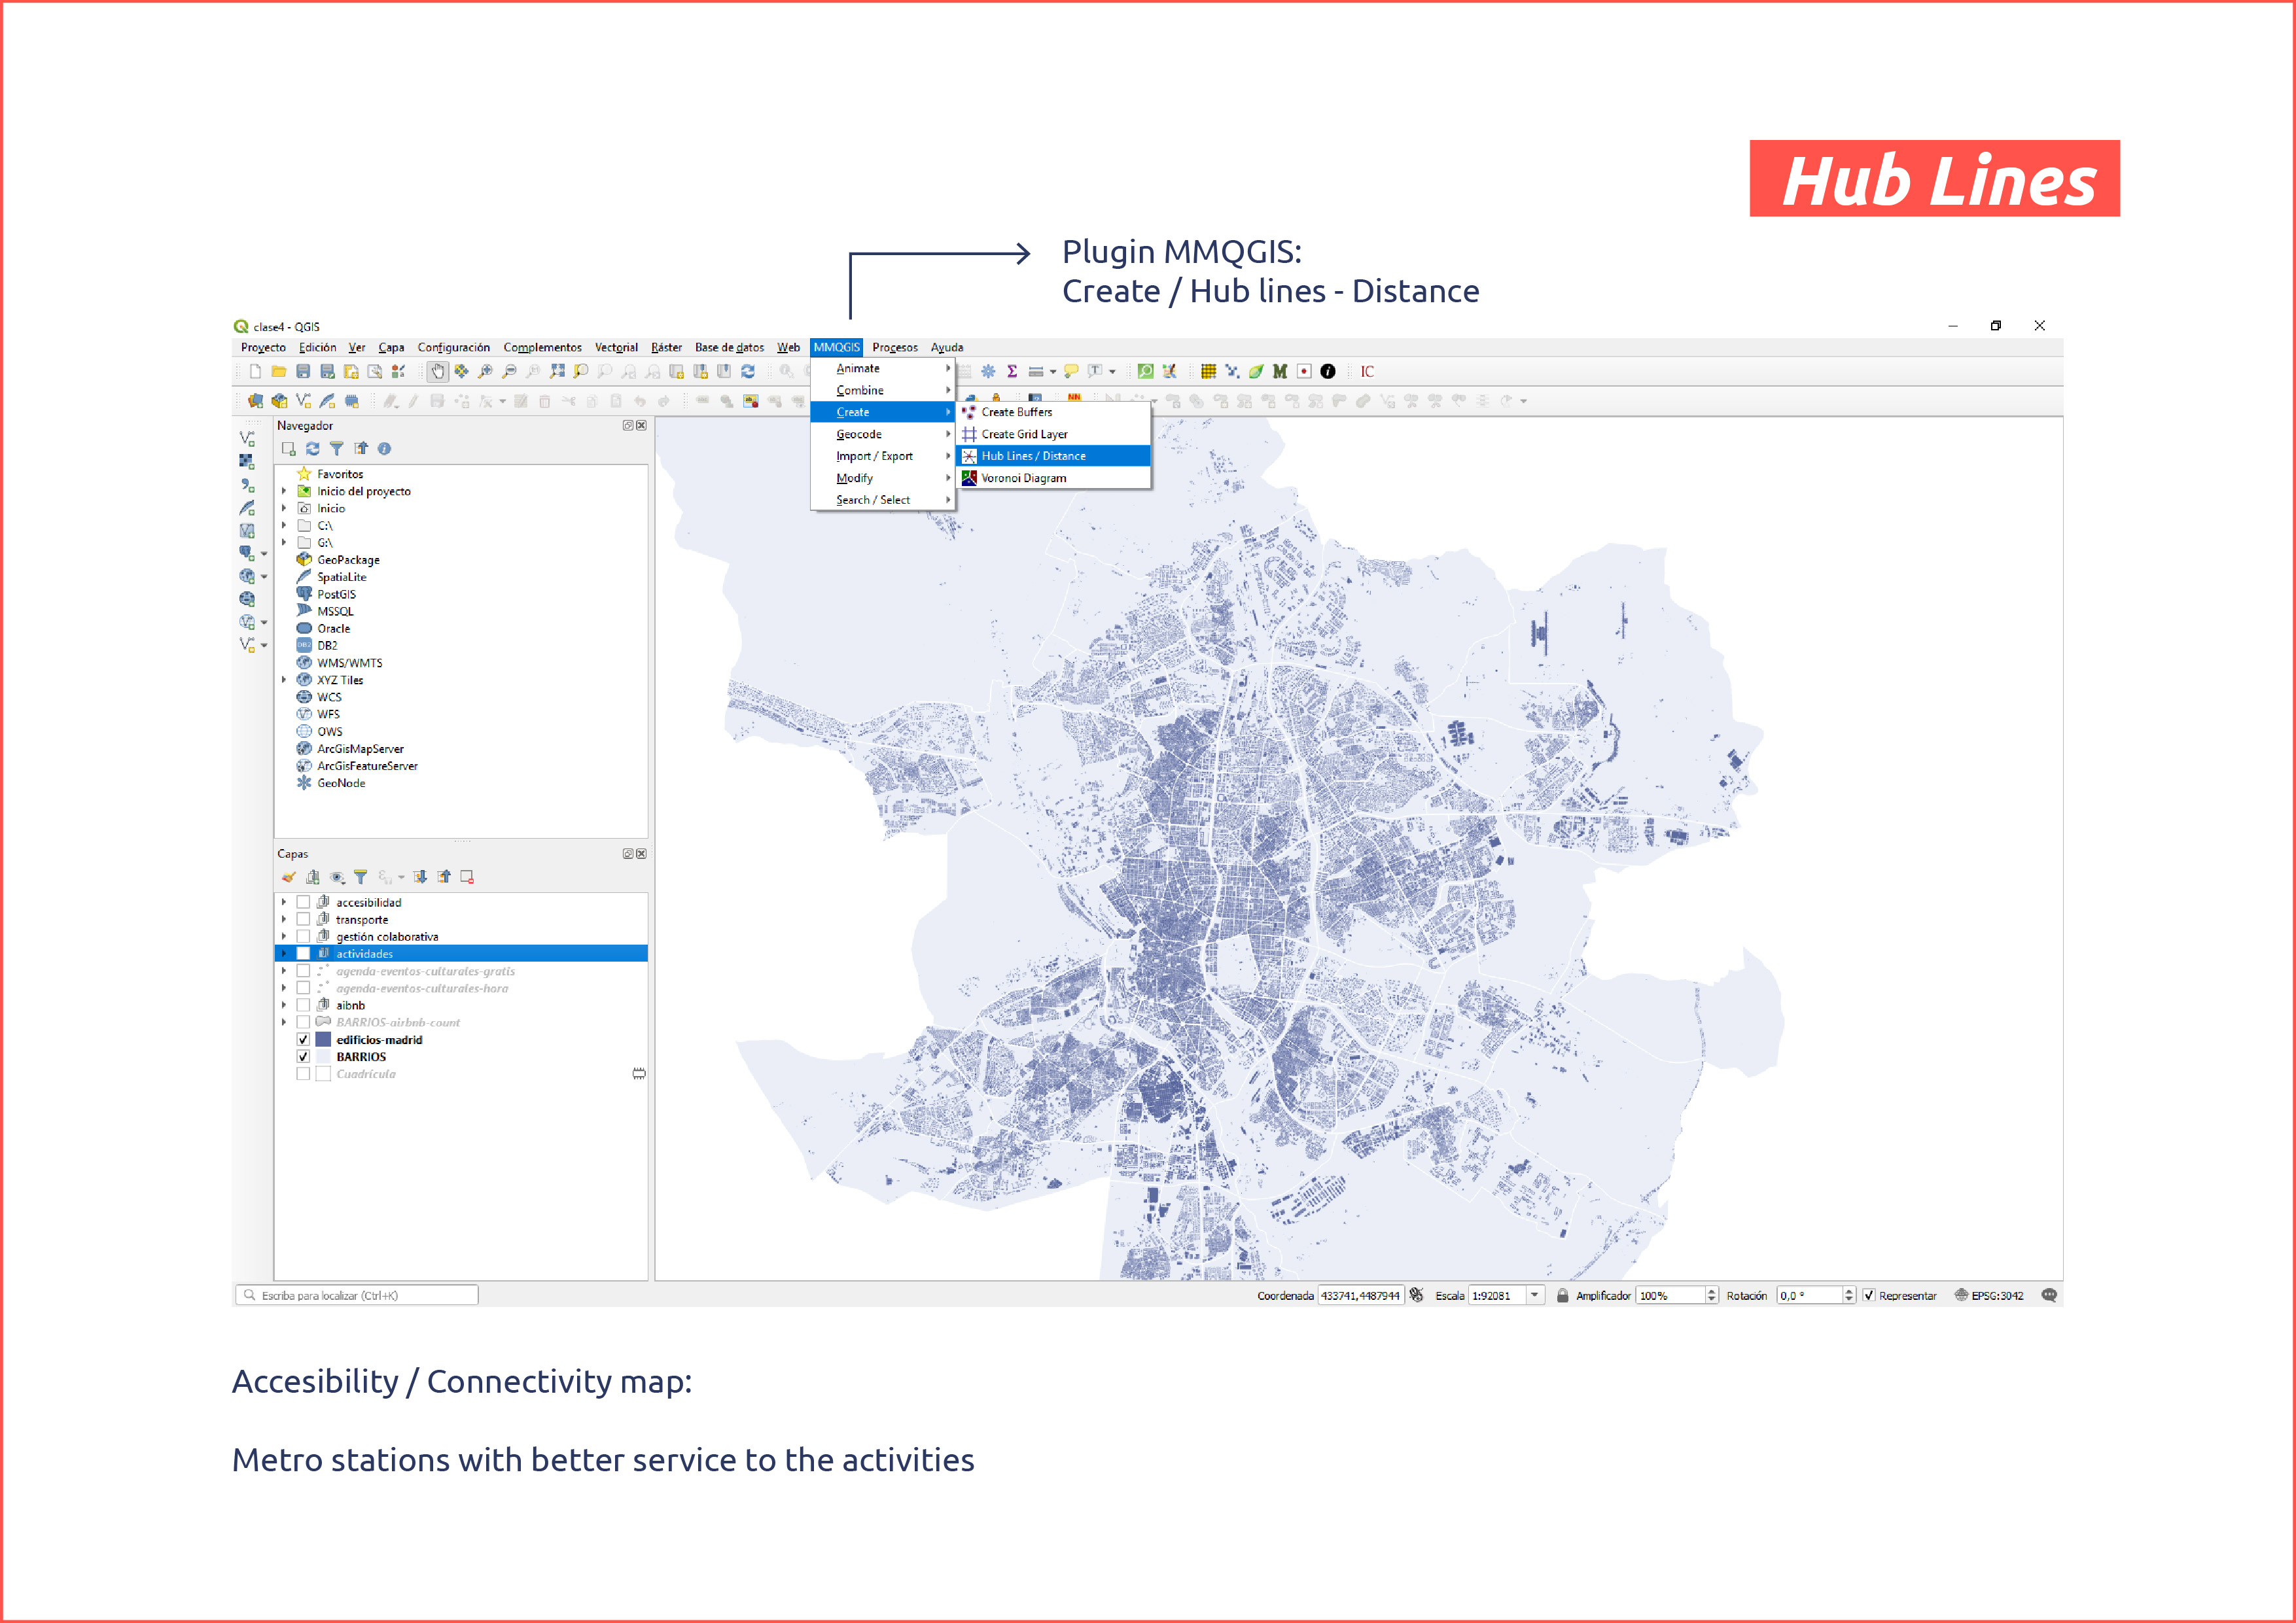 Hub Lines
Plugin MMQGIS:
Create / Hub lines - Distance
clase4 - QGIS
Proyecto Edición Ver Capa Configuración Complementos Vectorial Ráster Base de datos Web MMQGIS Procesos Ayuda
Animate
Combine
Create
Geocode
Import / Export
Modify
Search / Select
Create Buffers
Create Grid Layer
Hub Lines / Distance
Voronoi Diagram
IC
Navegador
Favoritos
Inicio del proyecto
Inicio
C:\
G:\
GeoPackage
SpatiaLite
PostGIS
MSSQL
Oracle
DB2
WMS/WMTS
XYZ Tiles
WCS
WFS
OWS
ArcGisMapServer
ArcGisFeatureServer
GeoNode
Capas
accesibilidad
transporte
gestión colaborativa
actividades
agenda-eventos-culturales-gratis
agenda-eventos-culturales-hora
aibnb
BARRIOS-airbnb-count
edificios-madrid
BARRIOS
Cuadrícula
Escriba para localizar (Ctrl+K)
Coordenada 433741,4487944 Escala 1:92081 Amplificador 100% Rotación 0,0 ° Representar EPSG:3042
Accesibility / Connectivity map:
Metro stations with better service to the activities